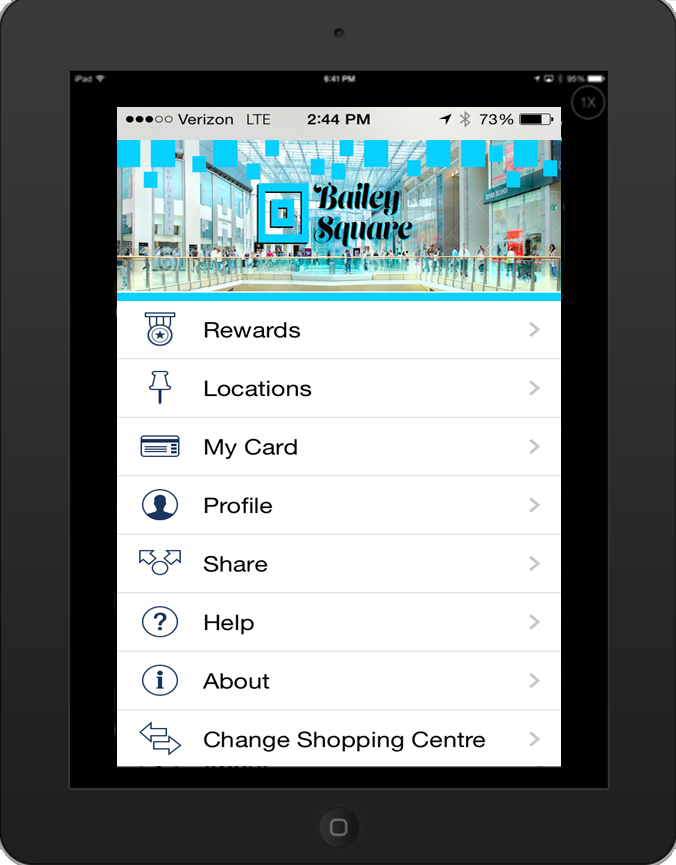 iPad 6:41 PM 95%
1X
Verizon LTE 2:44 PM 73%
Bailey
Square
Rewards
Locations
My Card
Profile
Share
? Help
i About
Change Shopping Centre